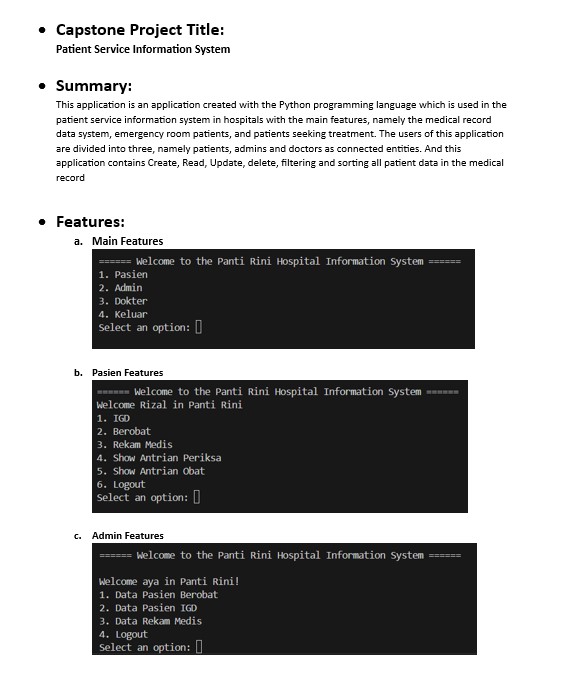 • Capstone Project Title:
Patient Service Information System
• Summary:
This application is an application created with the Python programming language which is used in the
patient service information system in hospitals with the main features, namely the medical record
data system, emergency room patients, and patients seeking treatment. The users of this application
are divided into three, namely patients, admins and doctors as connected entities. And this
application contains Create, Read, Update, delete, filtering and sorting all patient data in the medical
record
• Features:
a. Main Features
====== Welcome to the Panti Rini Hospital Information System ======
1. Pasien
2. Admin
3. Dokter
4. Keluar
Select an option:
b. Pasien Features
====== Welcome to the Panti Rini Hospital Information System ======
Welcome Rizal in Panti Rini
1. IGD
2. Berobat
3. Rekam Medis
4. Show Antrian Periksa
5. Show Antrian Obat
6. Logout
Select an option:
c. Admin Features
====== Welcome to the Panti Rini Hospital Information System ======
Welcome aya in Panti Rini!
1. Data Pasien Berobat
2. Data Pasien IGD
3. Data Rekam Medis
4. Logout
Select an option: